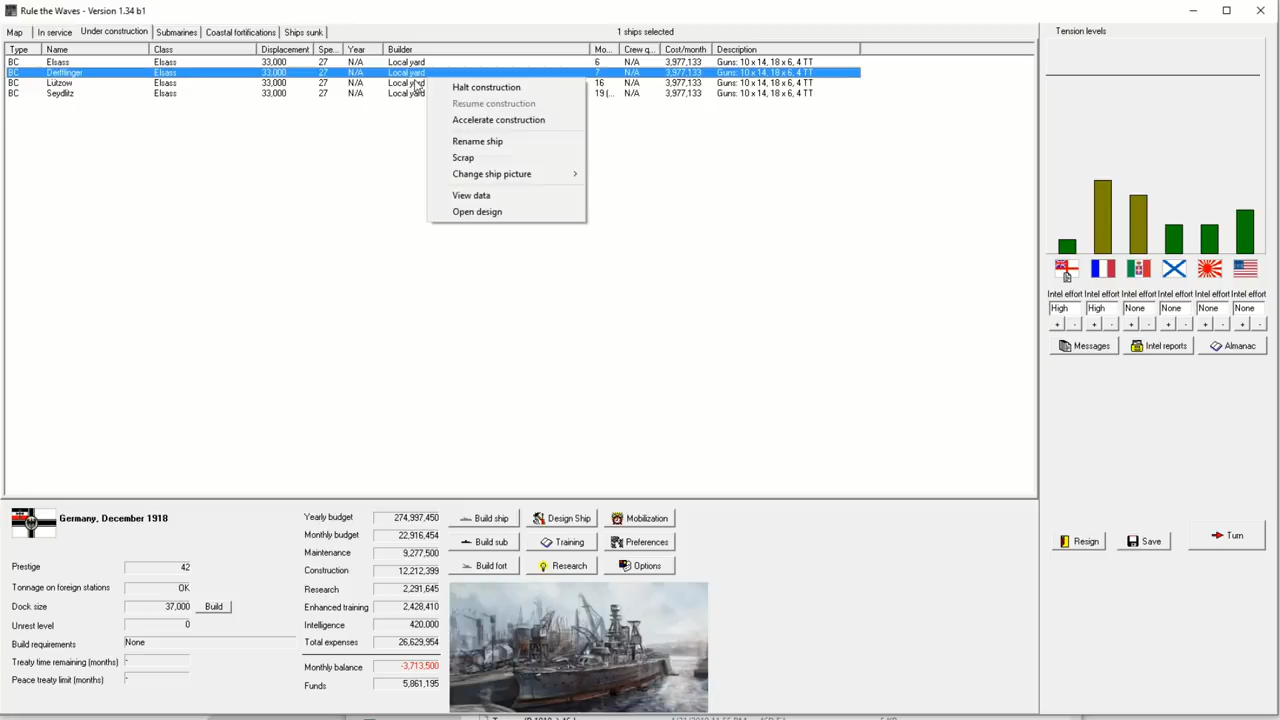 Rule the Waves - Version 1.34 b1
Map In service Under construction Submarines Coastal fortifications Ships sunk 1 ships selected
Type Name Class Displacement Spe... Year Builder Mo... Crew q... Cost/month Description
BC Elsass Elsass 33,000 27 N/A Local yard 6 N/A 3,977,133 Guns: 10 x 14, 18 x 6, 4 TT
BC Derfflinger Elsass 33,000 27 N/A Local yard 7 N/A 3,977,133 Guns: 10 x 14, 18 x 6, 4 TT
BC Lützow Elsass 33,000 27 N/A Local yard 16 N/A 3,977,133 Guns: 10 x 14, 18 x 6, 4 TT
BC Seydlitz Elsass 33,000 27 N/A Local yard 19 (... N/A 3,977,133 Guns: 10 x 14, 18 x 6, 4 TT
Halt construction
Resume construction
Accelerate construction
Rename ship
Scrap
Change ship picture
View data
Open design
Tension levels
Intel effort Intel effort Intel effort Intel effort Intel effort Intel effort
High High None None None None
+ - + - + - + - + - + -
Messages Intel reports Almanac
Resign Save Turn
Germany, December 1918
Prestige 42
Tonnage on foreign stations OK
Dock size 37,000 Build
Unrest level 0
Build requirements None
Treaty time remaining (months) -
Peace treaty limit (months) -
Yearly budget 274,997,450
Monthly budget 22,916,454
Maintenance 9,277,500
Construction 12,212,399
Research 2,291,645
Enhanced training 2,428,410
Intelligence 420,000
Total expenses 26,629,954
Monthly balance -3,713,500
Funds 5,861,195
Build ship Design Ship Mobilization
Build sub Training Preferences
Build fort Research Options